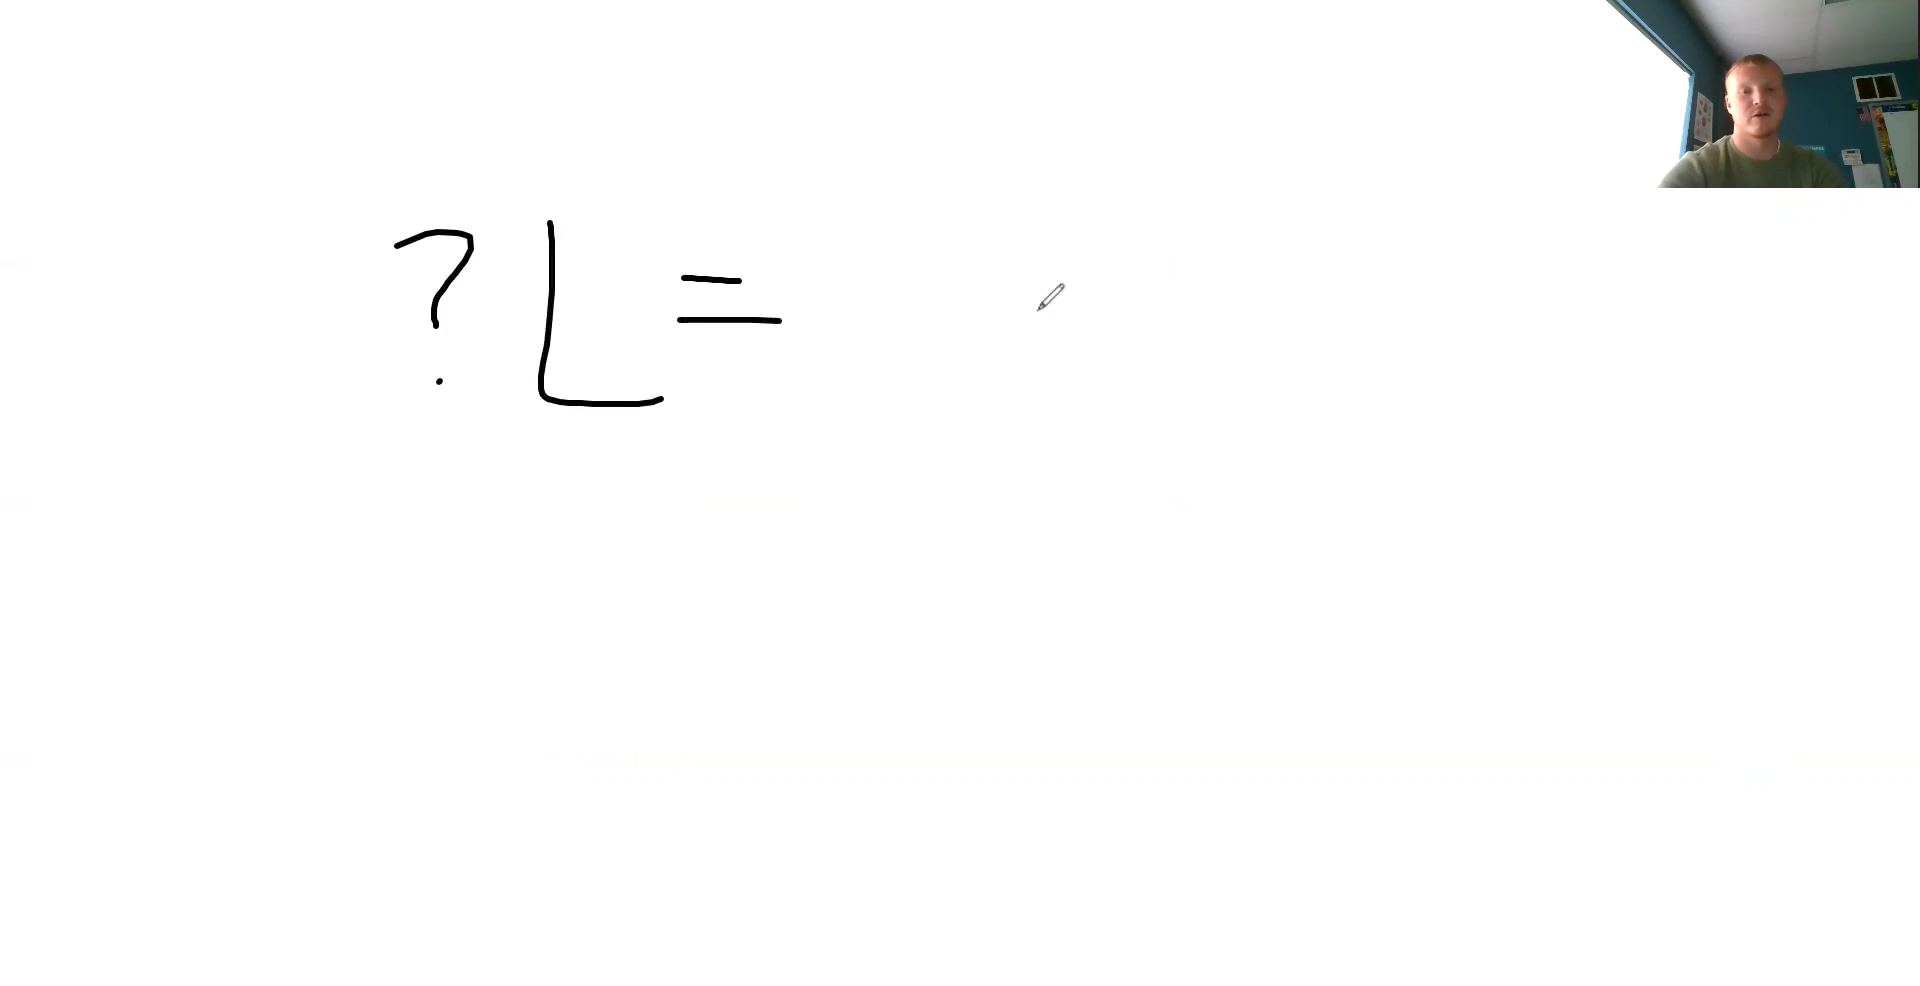 ? L =